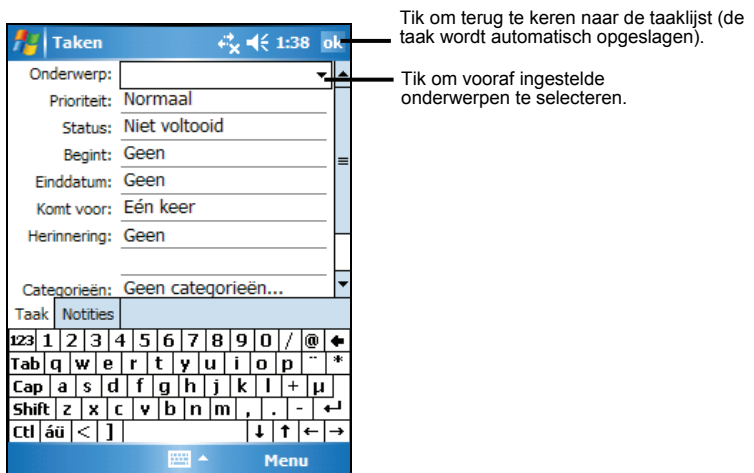 Taken 1:38 ok
Tik om terug te keren naar de taaklijst (de
taak wordt automatisch opgeslagen).
Onderwerp:
Tik om vooraf ingestelde
onderwerpen te selecteren.
Prioriteit: Normaal
Status: Niet voltooid
Begint: Geen
Einddatum: Geen
Komt voor: Eén keer
Herinnering: Geen
Categorieën: Geen categorieën...
Taak Notities
123 1 2 3 4 5 6 7 8 9 0 / @ 🡄
Tab q w e r t y u i o p ¨ *
Cap a s d f g h j k l + µ
Shift z x c v b n m , . - ↵
Ctl áü < ] ↓ ↑ ← →
Menu